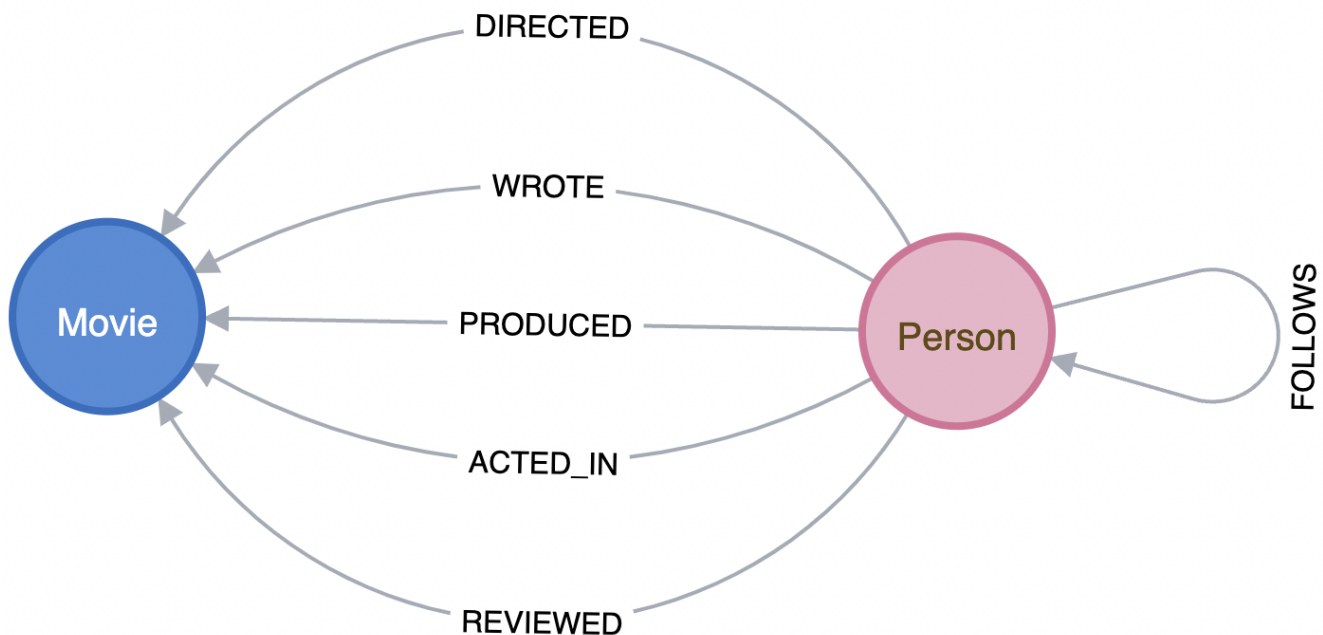 DIRECTED
WROTE
Movie
PRODUCED
Person
FOLLOWS
ACTED_IN
REVIEWED